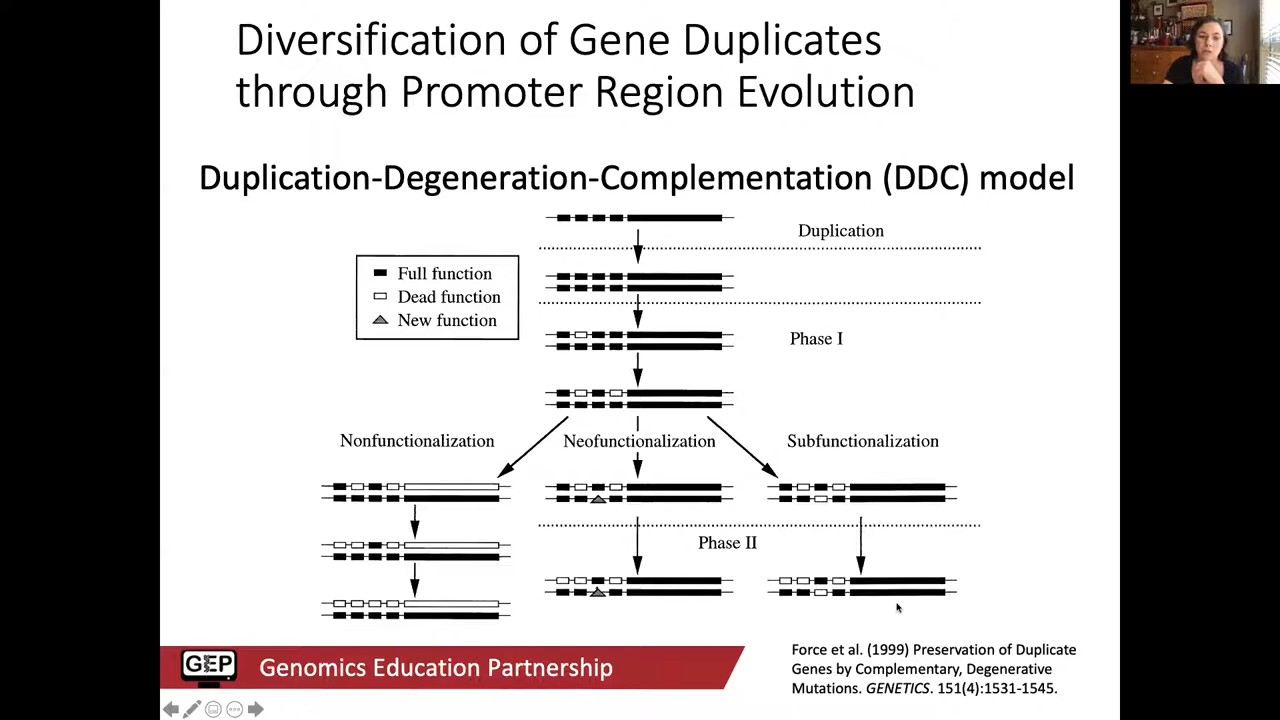 Diversification of Gene Duplicates
through Promoter Region Evolution
Duplication-Degeneration-Complementation (DDC) model
Duplication
Full function
Dead function
New function
Phase I
Nonfunctionalization
Neofunctionalization
Subfunctionalization
Phase II
GEP
Genomics Education Partnership
Force et al. (1999) Preservation of Duplicate
Genes by Complementary, Degenerative
Mutations. GENETICS. 151(4):1531-1545.